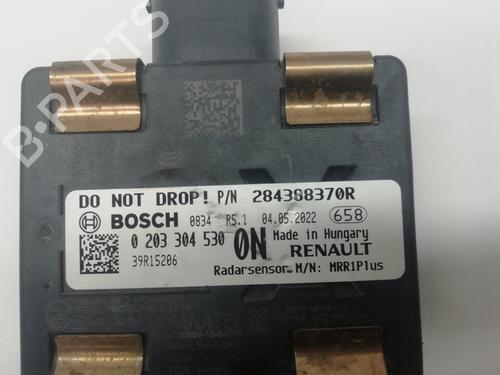 B-PARTS
DO NOT DROP! P/N 284388370R
BOSCH 0834 R5.1 04.05.2022 658
0 203 304 530 0N Made in Hungary
39R15206 RENAULT
Radarsensor M/N: MRR1Plus
ANATEL